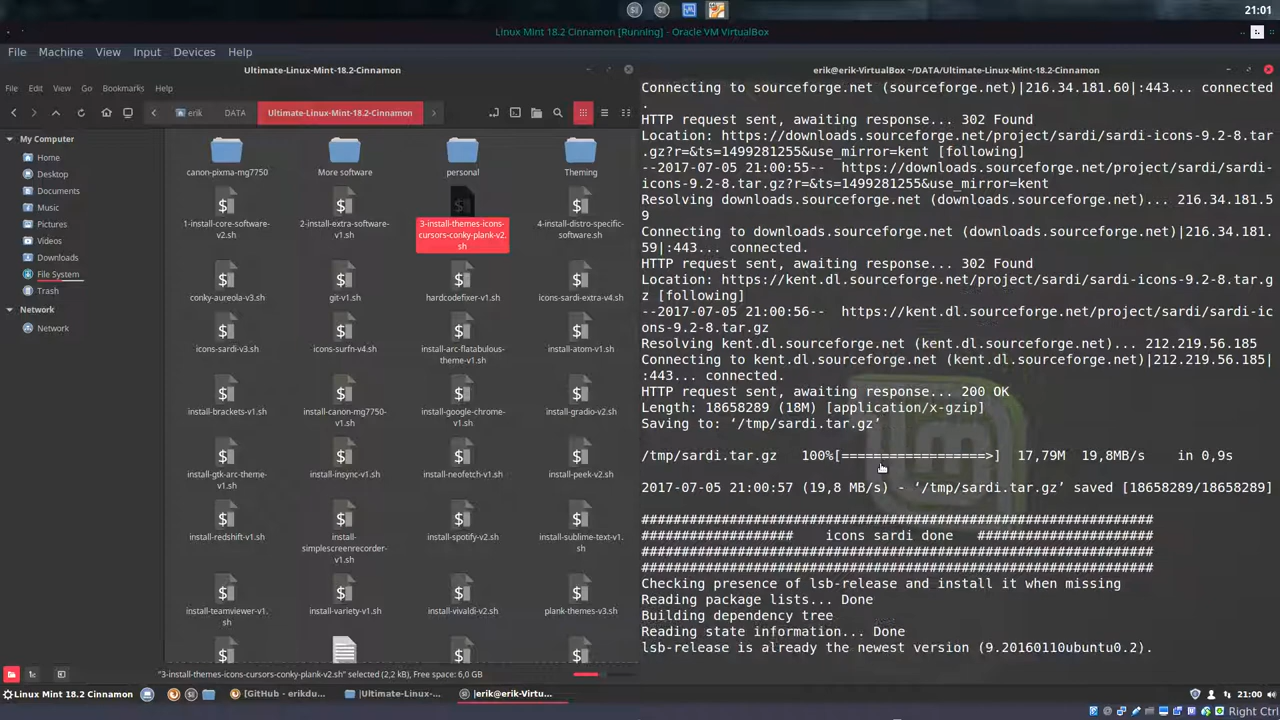 21:01
Linux Mint 18.2 Cinnamon [Running] - Oracle VM VirtualBox
File Machine View Input Devices Help
Ultimate-Linux-Mint-18.2-Cinnamon
File Edit View Go Bookmarks Help
erik DATA Ultimate-Linux-Mint-18.2-Cinnamon
My Computer
Home
Desktop
Documents
Music
Pictures
Videos
Downloads
File System
Trash
Network
Network
canon-pixma-mg7750
More software
personal
Theming
1-install-core-software-
v2.sh
2-install-extra-software-
v1.sh
3-install-themes-icons-
cursors-conky-plank-v2.
sh
4-install-distro-specific-
software.sh
conky-aureola-v3.sh
git-v1.sh
hardcodefixer-v1.sh
icons-sardi-extra-v4.sh
icons-sardi-v3.sh
icons-surfn-v4.sh
install-arc-flatabulous-
theme-v1.sh
install-atom-v1.sh
install-brackets-v1.sh
install-canon-mg7750-
v1.sh
install-google-chrome-
v1.sh
install-gradio-v2.sh
install-gtk-arc-theme-
v1.sh
install-insync-v1.sh
install-neofetch-v1.sh
install-peek-v2.sh
install-redshift-v1.sh
install-
simplescreenrecorder-
v1.sh
install-spotify-v2.sh
install-sublime-text-v1.
sh
install-teamviewer-v1.
sh
install-variety-v1.sh
install-vivaldi-v2.sh
plank-themes-v3.sh
"3-install-themes-icons-cursors-conky-plank-v2.sh" selected (2,2 kB), Free space: 6,0 GB
erik@erik-VirtualBox ~/DATA/Ultimate-Linux-Mint-18.2-Cinnamon
Connecting to sourceforge.net (sourceforge.net)|216.34.181.60|:443... connected
.
HTTP request sent, awaiting response... 302 Found
Location: https://downloads.sourceforge.net/project/sardi/sardi-icons-9.2-8.tar
.gz?r=&ts=1499281255&use_mirror=kent [following]
--2017-07-05 21:00:55--  https://downloads.sourceforge.net/project/sardi/sardi-
icons-9.2-8.tar.gz?r=&ts=1499281255&use_mirror=kent
Resolving downloads.sourceforge.net (downloads.sourceforge.net)... 216.34.181.5
9
Connecting to downloads.sourceforge.net (downloads.sourceforge.net)|216.34.181.
59|:443... connected.
HTTP request sent, awaiting response... 302 Found
Location: https://kent.dl.sourceforge.net/project/sardi/sardi-icons-9.2-8.tar.g
z [following]
--2017-07-05 21:00:56--  https://kent.dl.sourceforge.net/project/sardi/sardi-ic
ons-9.2-8.tar.gz
Resolving kent.dl.sourceforge.net (kent.dl.sourceforge.net)... 212.219.56.185
Connecting to kent.dl.sourceforge.net (kent.dl.sourceforge.net)|212.219.56.185|
:443... connected.
HTTP request sent, awaiting response... 200 OK
Length: 18658289 (18M) [application/x-gzip]
Saving to: ‘/tmp/sardi.tar.gz’
/tmp/sardi.tar.gz   100%[==================>]  17,79M  19,8MB/s    in 0,9s
2017-07-05 21:00:57 (19,8 MB/s) - ‘/tmp/sardi.tar.gz’ saved [18658289/18658289]
################################################################
###################    icons sardi done   ######################
################################################################
################################################################
Checking presence of lsb-release and install it when missing
Reading package lists... Done
Building dependency tree
Reading state information... Done
lsb-release is already the newest version (9.20160110ubuntu0.2).
Linux Mint 18.2 Cinnamon [GitHub - erikdu... |Ultimate-Linux-... |erik@erik-Virtu... 21:00
Right Ctrl